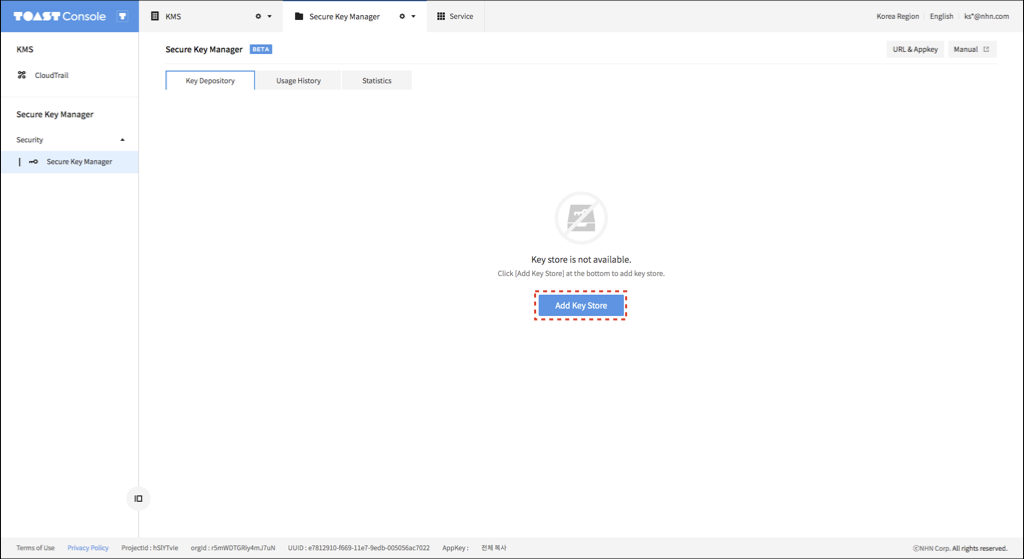 TOAST Console T
KMS
Secure Key Manager
Service
Korea Region
English
ks*@nhn.com
KMS
CloudTrail
Secure Key Manager
Security
Secure Key Manager
Secure Key Manager BETA
URL & Appkey
Manual
Key Depository
Usage History
Statistics
Key store is not available.
Click [Add Key Store] at the bottom to add key store.
Add Key Store
Terms of Use
Privacy Policy
ProjectId : hSlYTvIe
orgId : r5mWDTGRiy4mJ7uN
UUID : e7812910-f669-11e7-9edb-005056ac7022
AppKey :
전체 복사
ⓒNHN Corp. All rights reserved.